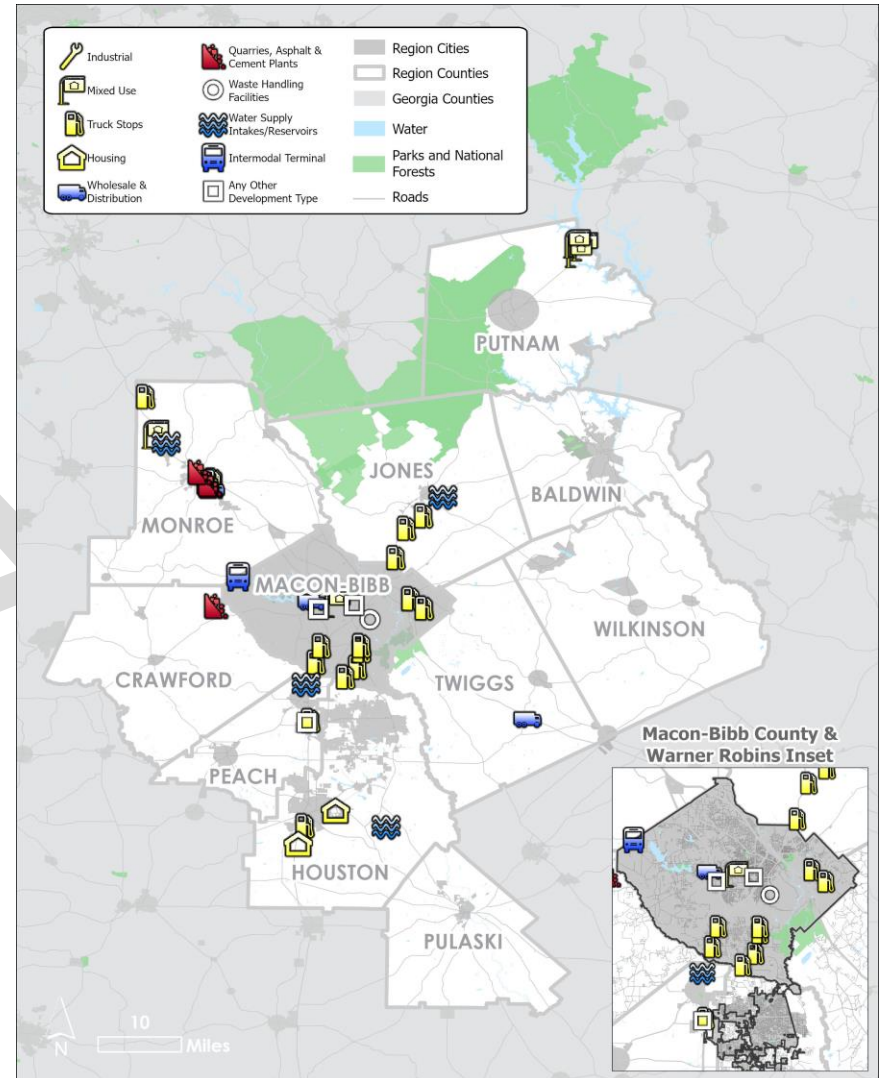 Industrial
Mixed Use
Truck Stops
Housing
Wholesale &
Distribution
Quarries, Asphalt &
Cement Plants
Waste Handling
Facilities
Water Supply
Intakes/Reservoirs
Intermodal Terminal
Any Other
Development Type
Region Cities
Region Counties
Georgia Counties
Water
Parks and National
Forests
Roads
PUTNAM
JONES
BALDWIN
MONROE
MACON-BIBB
WILKINSON
CRAWFORD
TWIGGS
PEACH
HOUSTON
PULASKI
Macon-Bibb County &
Warner Robins Inset
10
N
Miles